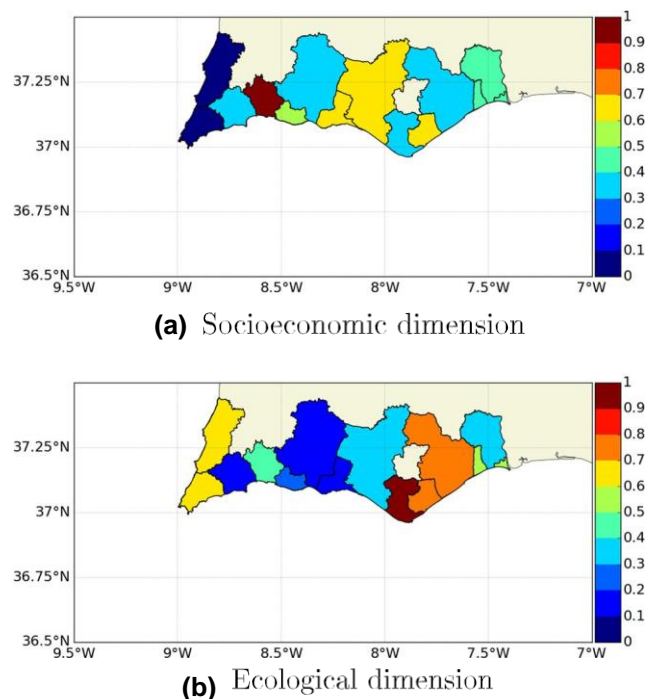 1
0.9
0.8
0.7
0.6
0.5
0.4
0.3
0.2
0.1
0
37.25°N
37°N
36.75°N
36.5°N
9.5°W 9°W 8.5°W 8°W 7.5°W 7°W
(a) Socioeconomic dimension
1
0.9
0.8
0.7
0.6
0.5
0.4
0.3
0.2
0.1
0
37.25°N
37°N
36.75°N
36.5°N
9.5°W 9°W 8.5°W 8°W 7.5°W 7°W
(b) Ecological dimension